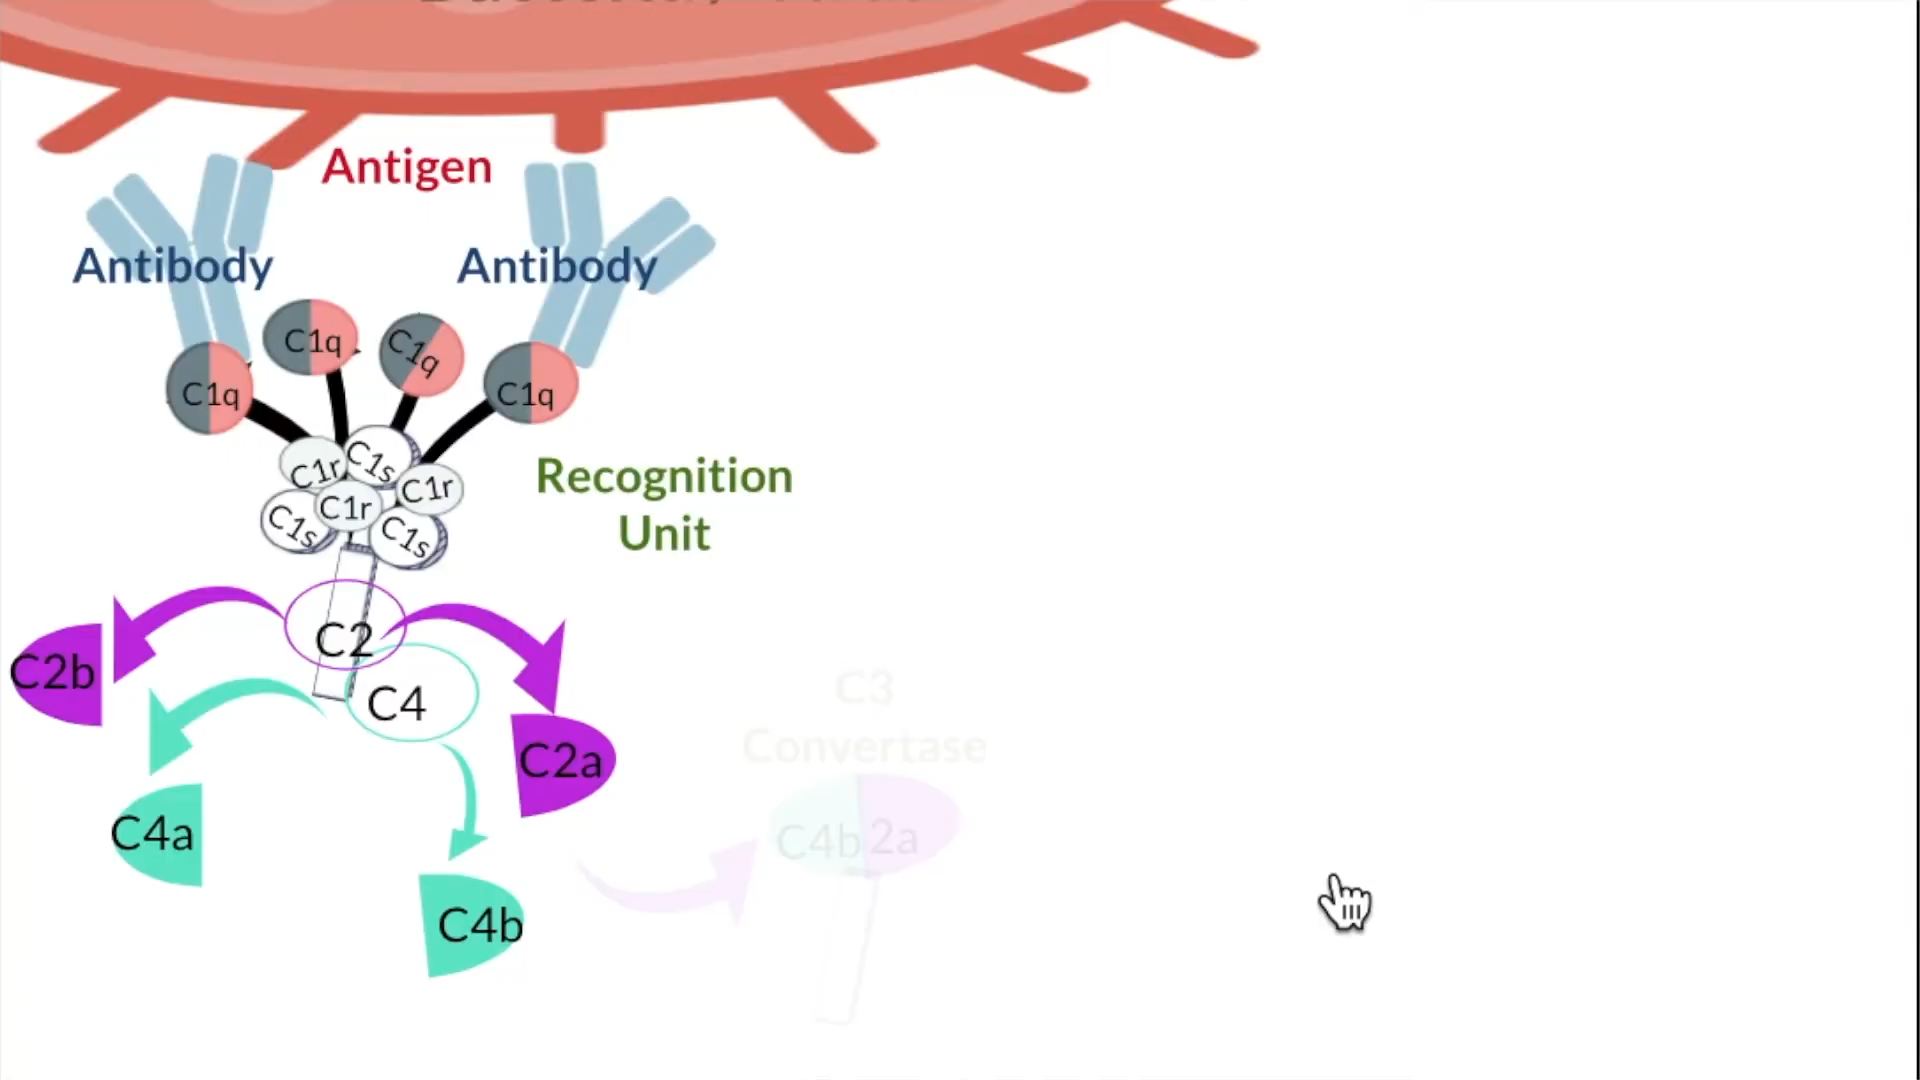 Antigen
Antibody
Antibody
C1q
C1q
C1q
C1q
C1r
C1s
C1r
C1r
C1s
C1s
Recognition
Unit
C2
C2b
C4
C2a
C4a
C4b
C3
Convertase
C4b 2a